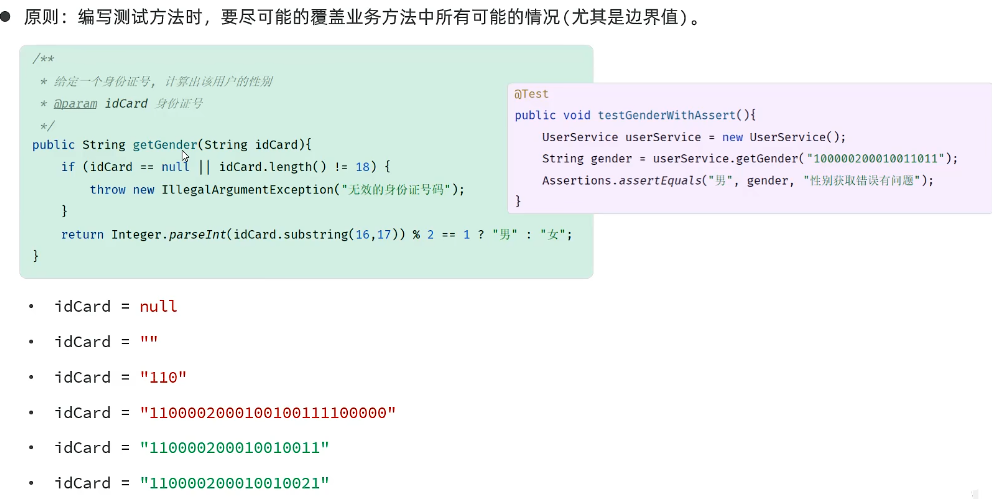 ● 原则：编写测试方法时，要尽可能的覆盖业务方法中所有可能的情况(尤其是边界值)。
/**
 * 给定一个身份证号, 计算出该用户的性别
 * @param idCard 身份证号
 */
public String getGender(String idCard){
    if (idCard == null || idCard.length() != 18) {
        throw new IllegalArgumentException("无效的身份证号码");
    }
    return Integer.parseInt(idCard.substring(16,17)) % 2 == 1 ? "男" : "女";
}
@Test
public void testGenderWithAssert(){
    UserService userService = new UserService();
    String gender = userService.getGender("100000200010011011");
    Assertions.assertEquals("男", gender, "性别获取错误有问题");
}
• idCard = null
• idCard = ""
• idCard = "110"
• idCard = "1100002000100100111100000"
• idCard = "110000200010010011"
• idCard = "110000200010010021"